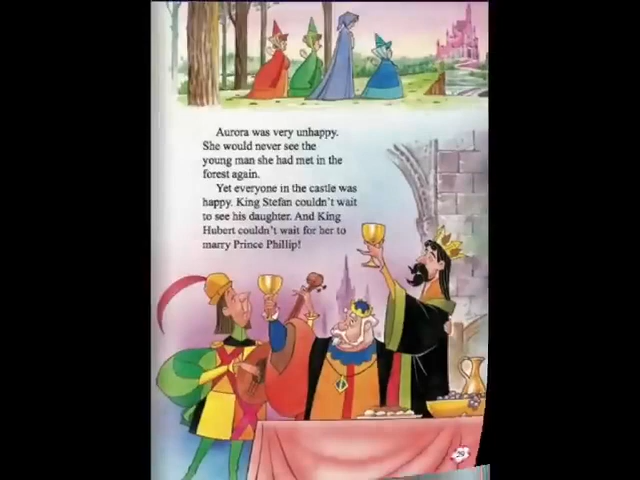 Aurora was very unhappy.
She would never see the
young man she had met in the
forest again.
Yet everyone in the castle was
happy. King Stefan couldn't wait
to see his daughter. And King
Hubert couldn't wait for her to
marry Prince Phillip!
29